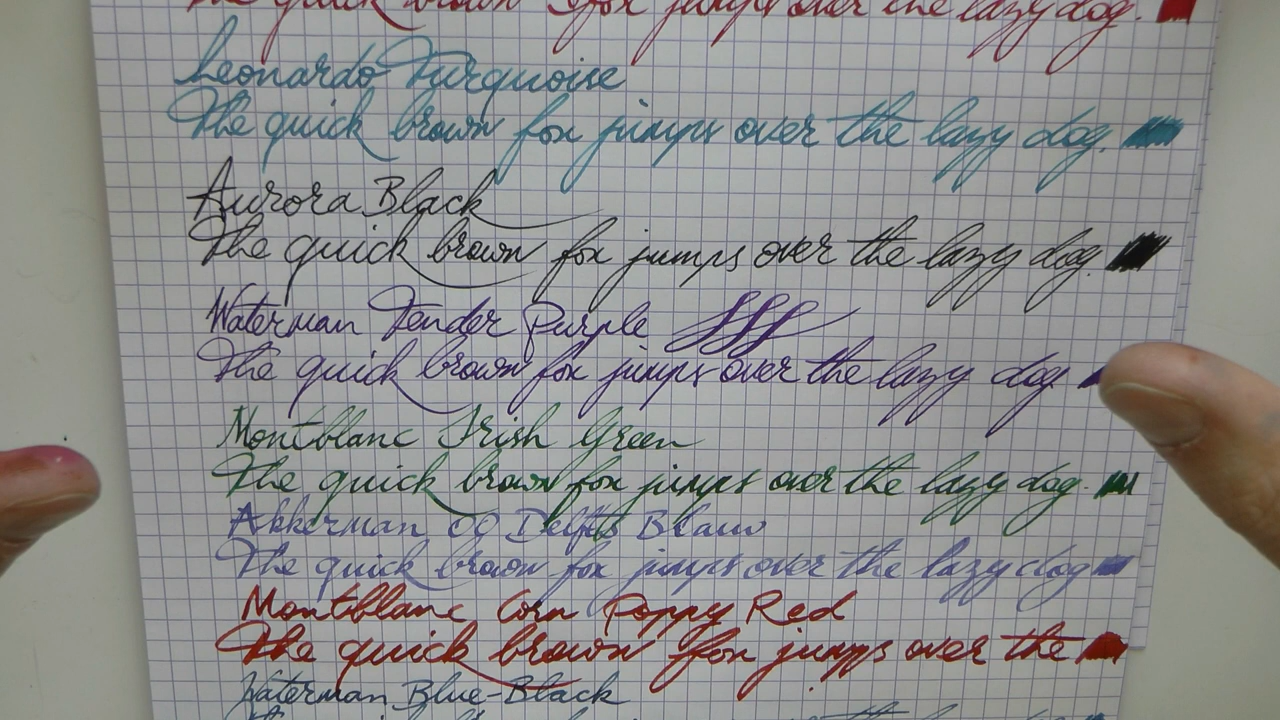 The quick brown fox jumps over the lazy dog.
Leonardo Turquoise
The quick brown fox jumps over the lazy dog.
Aurora Black
The quick brown fox jumps over the lazy dog.
Waterman Tender Purple
The quick brown fox jumps over the lazy dog.
Montblanc Irish Green
The quick brown fox jumps over the lazy dog.
Akkerman 09 Delfts Blauw
The quick brown fox jumps over the lazy dog
Montblanc Corn Poppy Red
The quick brown fox jumps over the
Waterman Blue-Black